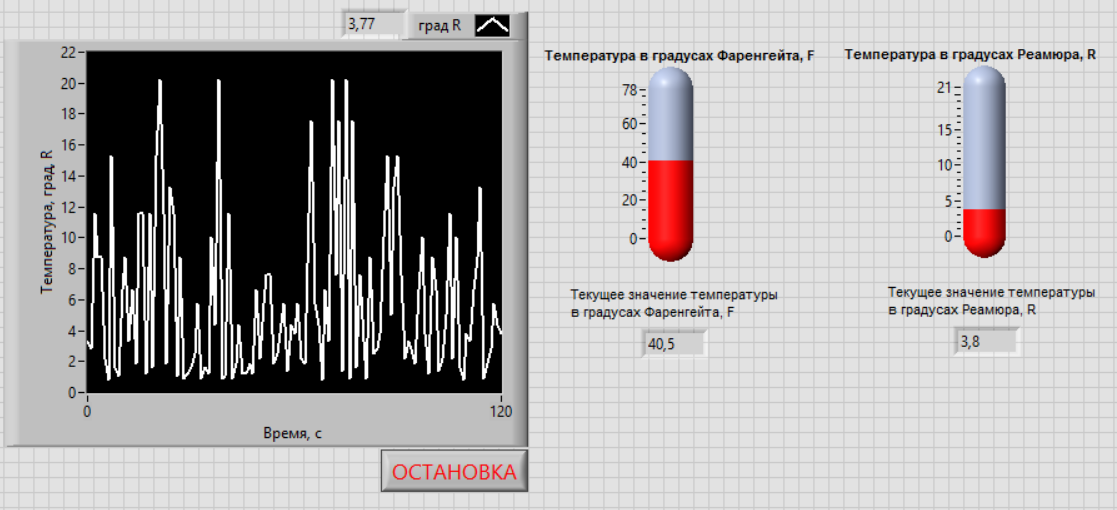 3,77
град R
22
20
18
16
14
12
10
8
6
4
2
0
Температура, град, R
0
120
Время, с
ОСТАНОВКА
Температура в градусах Фаренгейта, F
78
60
40
20
0
Текущее значение температуры
в градусах Фаренгейта, F
40,5
Температура в градусах Реамюра, R
21
15
10
5
0
Текущее значение температуры
в градусах Реамюра, R
3,8